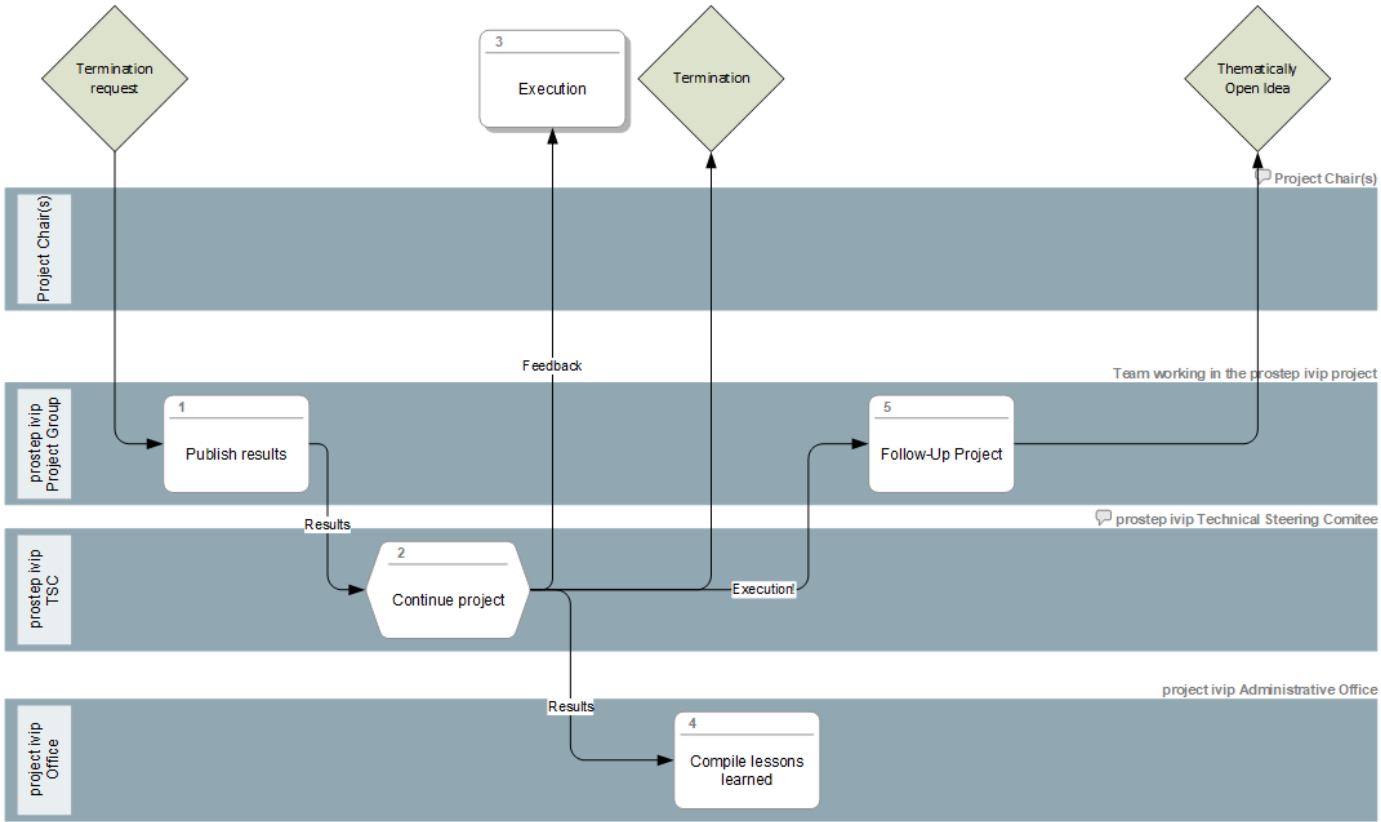 Termination
request
3
Execution
Termination
Thematically
Open Idea
Project Chair(s)
Project Chair(s)
Feedback
Team working in the prostep ivip project
prostep ivip
Project Group
1
Publish results
5
Follow-Up Project
Results
prostep ivip Technical Steering Comitee
prostep ivip
TSC
2
Continue project
Execution!
project ivip Administrative Office
project ivip
Office
Results
4
Compile lessons
learned